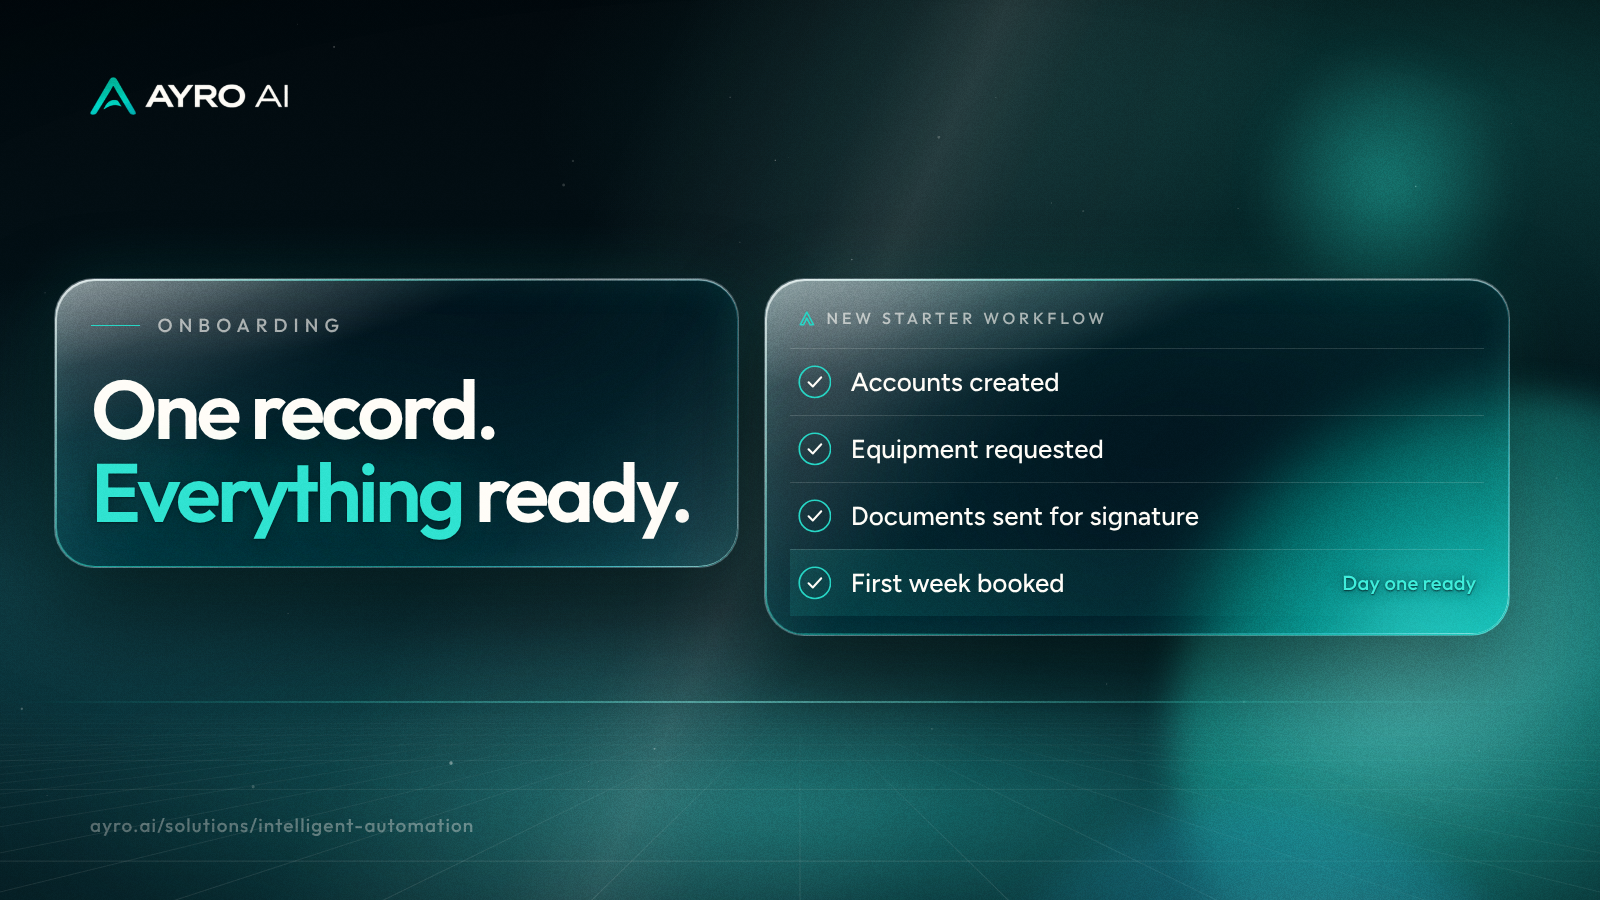 AYRO AI
ONBOARDING
One record.
Everything ready.
NEW STARTER WORKFLOW
Accounts created
Equipment requested
Documents sent for signature
First week booked
Day one ready
ayro.ai/solutions/intelligent-automation